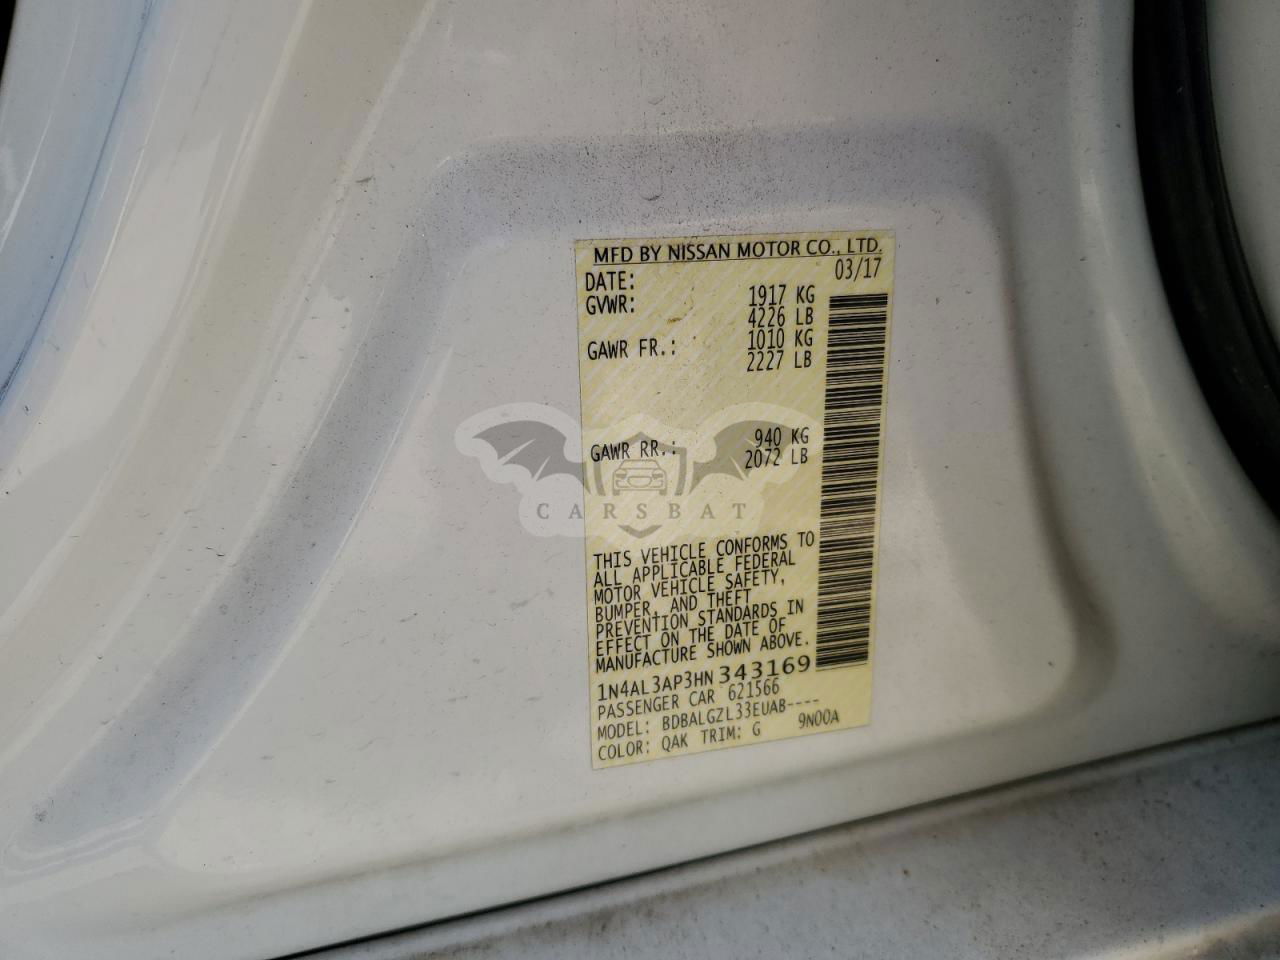 MFD BY NISSAN MOTOR CO., LTD.
DATE: 03/17
GVWR: 1917 KG
4226 LB
GAWR FR.: 1010 KG
2227 LB
GAWR RR.: 940 KG
2072 LB
CARSBAT
THIS VEHICLE CONFORMS TO
ALL APPLICABLE FEDERAL
MOTOR VEHICLE SAFETY,
BUMPER, AND THEFT
PREVENTION STANDARDS IN
EFFECT ON THE DATE OF
MANUFACTURE SHOWN ABOVE.
1N4AL3AP3HN343169
PASSENGER CAR 621566
MODEL: BDBALGZL33EUAB----
COLOR: QAK TRIM: G 9N00A